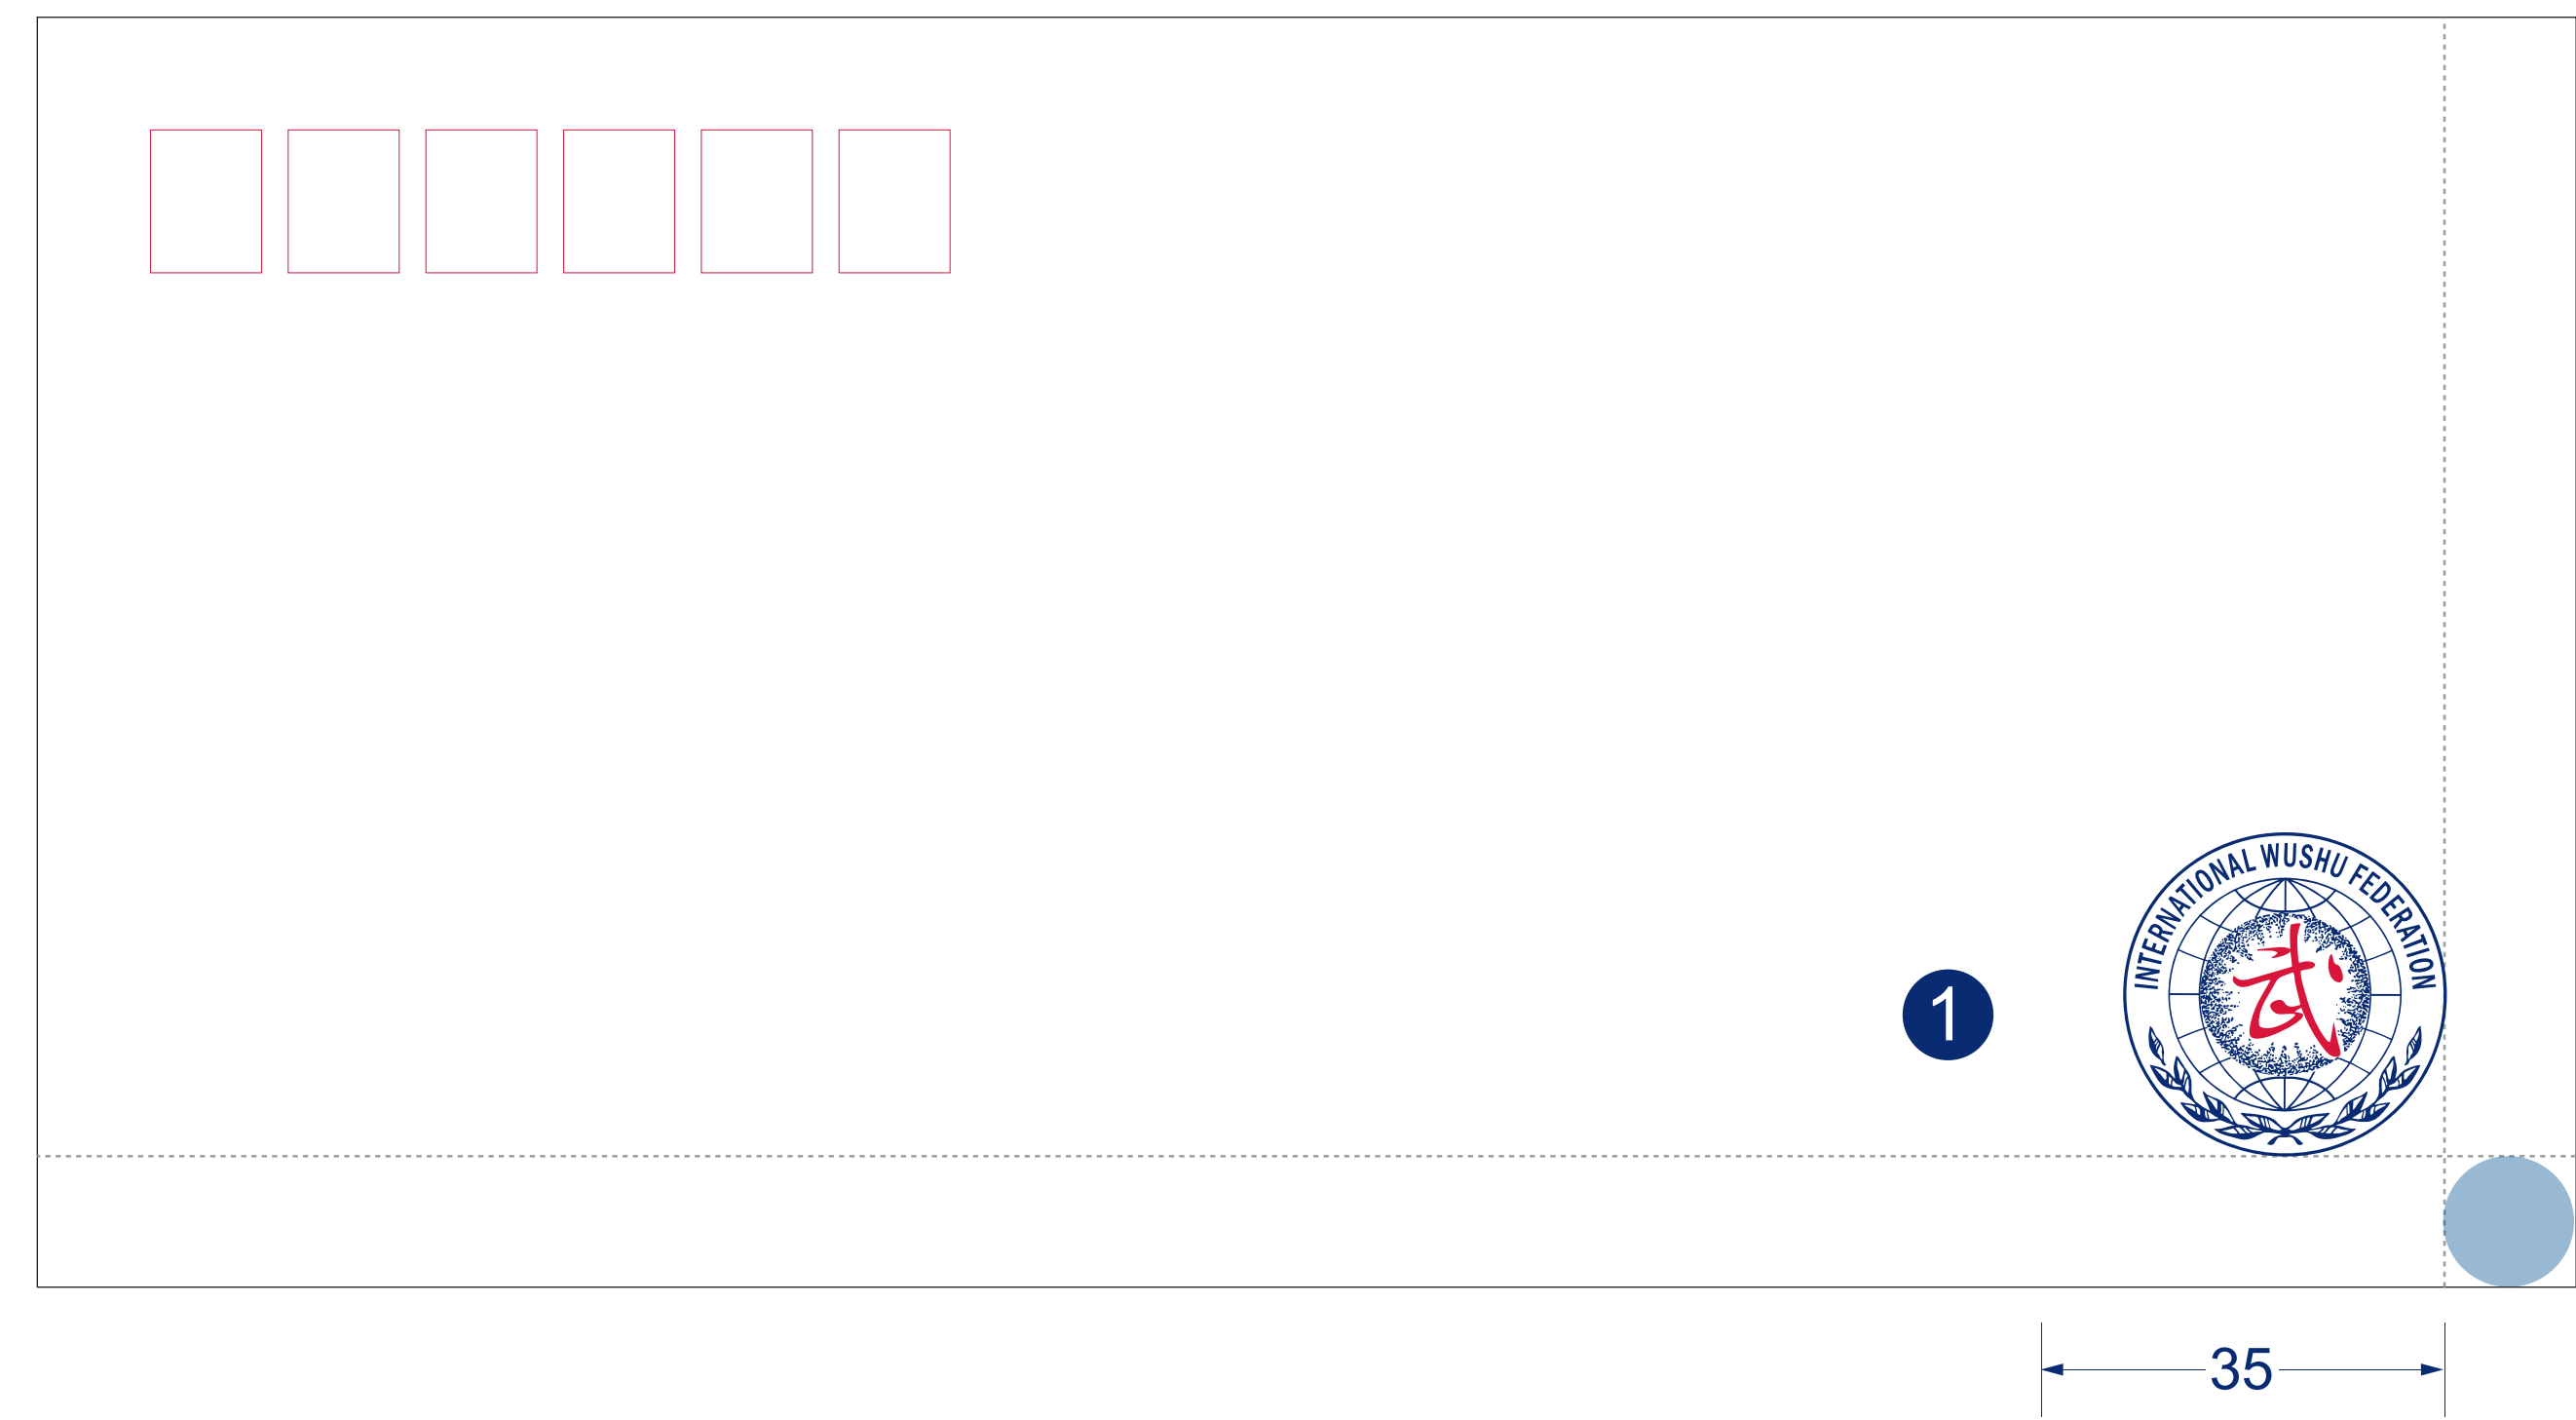 INTERNATIONAL WUSHU FEDERATION
武
1
35